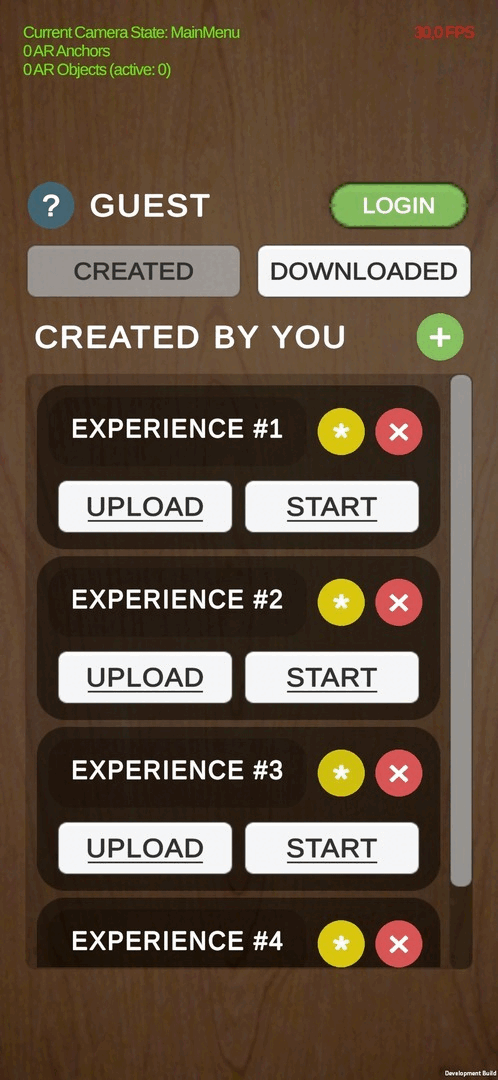 Current Camera State: MainMenu
30,0 FPS
0 AR Anchors
0 AR Objects (active: 0)
? GUEST LOGIN
CREATED DOWNLOADED
CREATED BY YOU +
EXPERIENCE #1 *
UPLOAD START
EXPERIENCE #2 *
UPLOAD START
EXPERIENCE #3 *
UPLOAD START
EXPERIENCE #4 *
Development Build